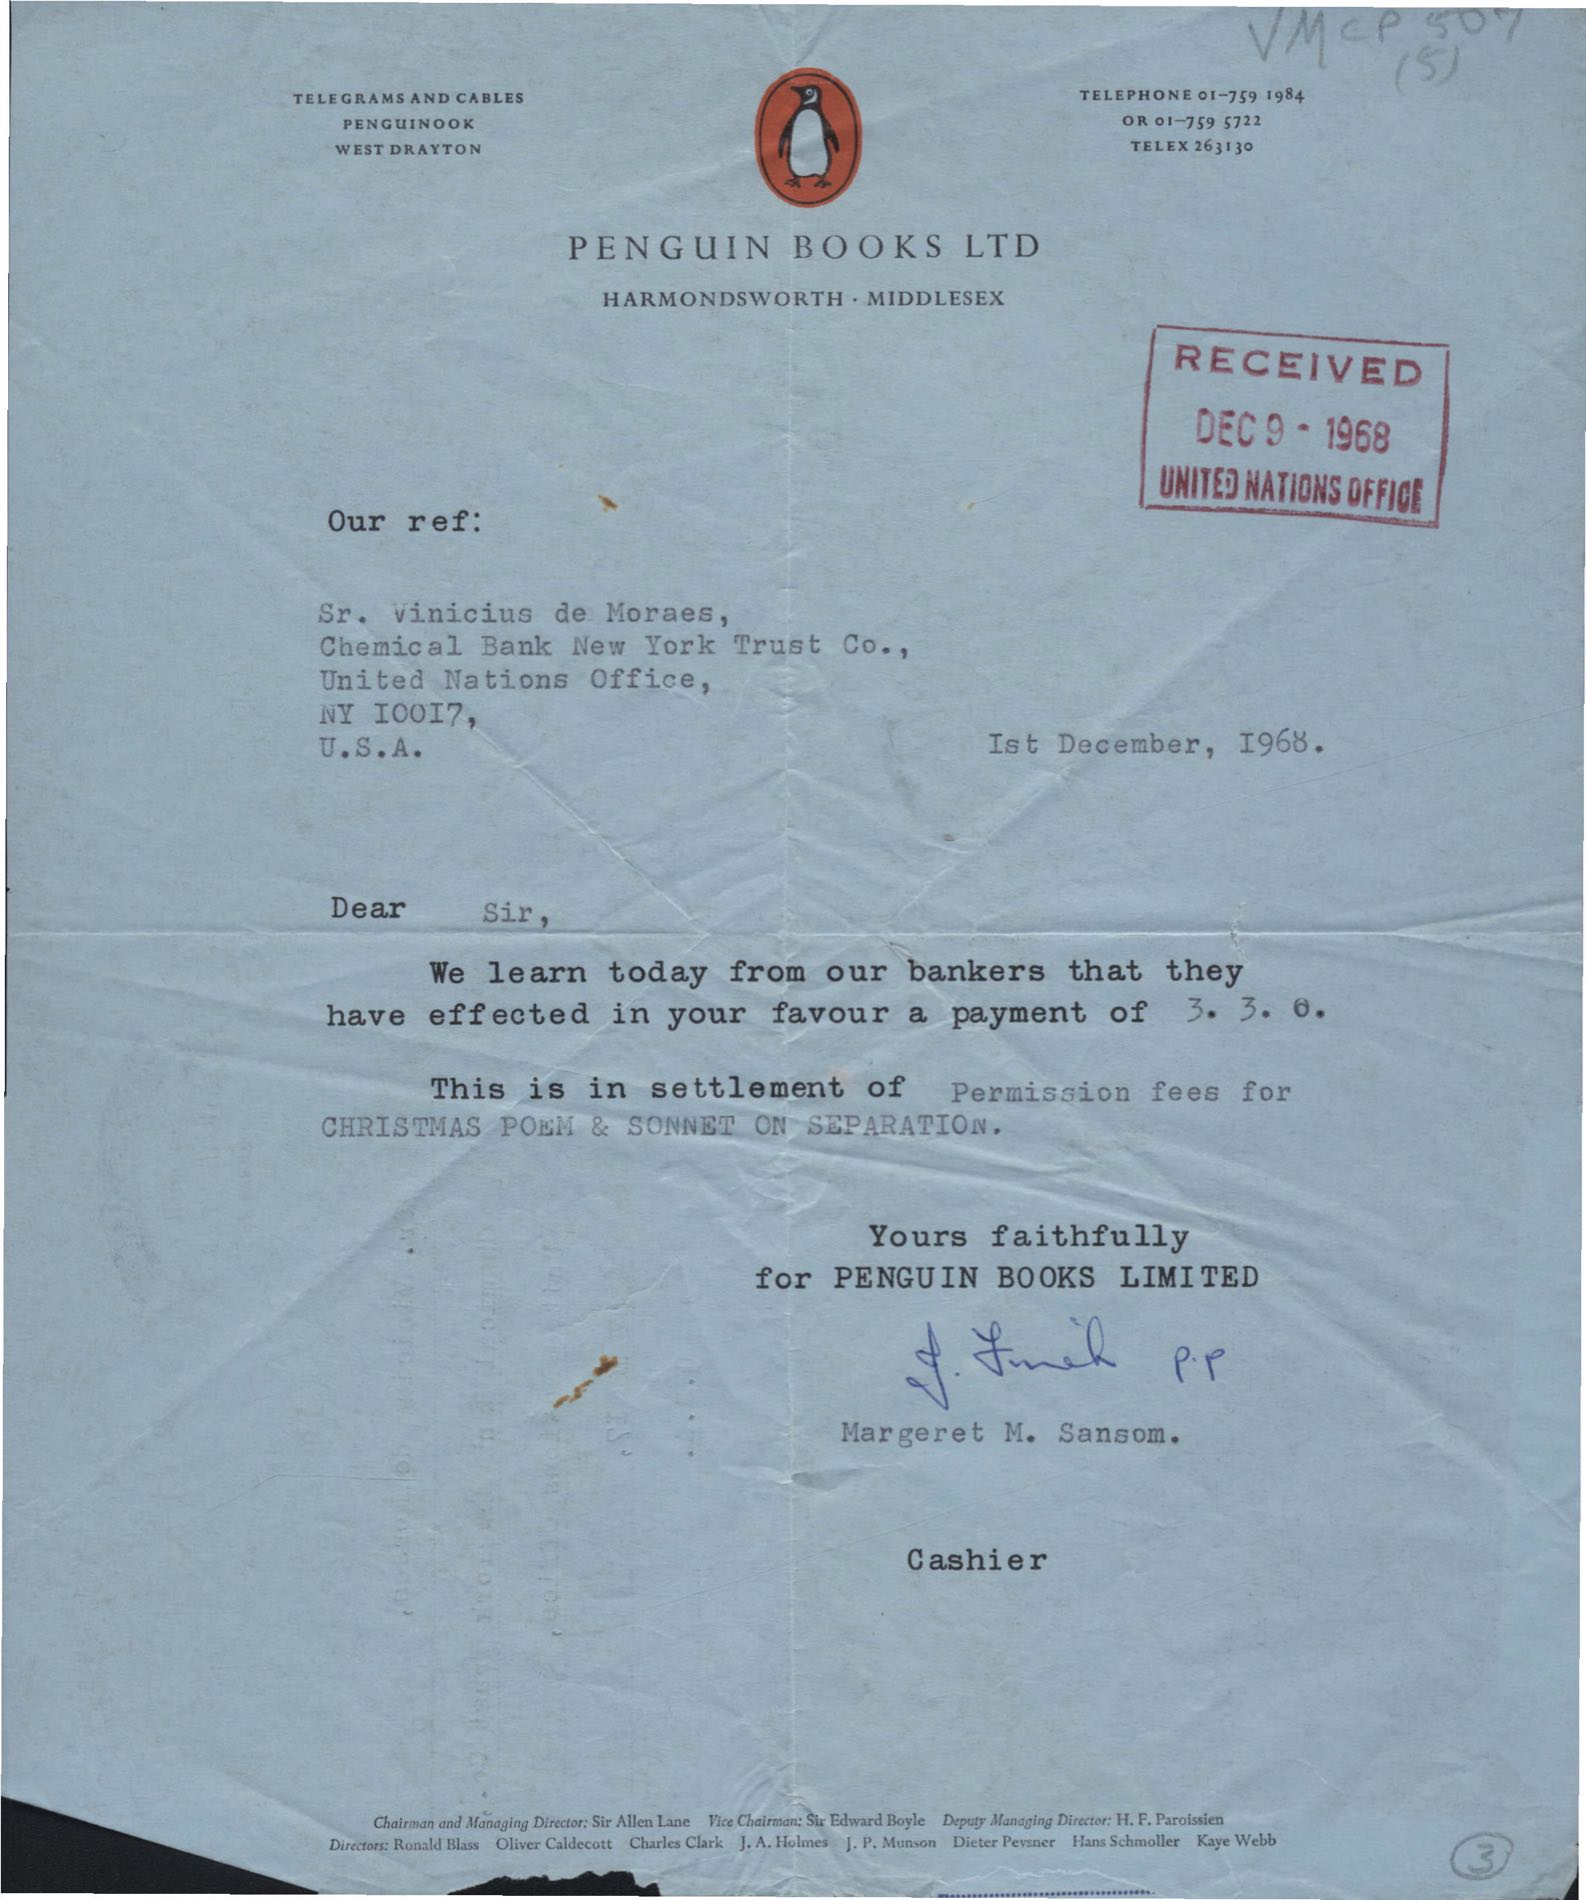 VMCP 507
(5)
TELEGRAMS AND CABLES
PENGUINOOK
WEST DRAYTON
TELEPHONE 01–759 1984
OR 01–759 5722
TELEX 263130
PENGUIN BOOKS LTD
HARMONDSWORTH · MIDDLESEX
RECEIVED
DEC 9 - 1968
UNITED NATIONS OFFICE
Our ref:
Sr. Vinicius de Moraes,
Chemical Bank New York Trust Co.,
United Nations Office,
NY I00I7,
U.S.A.
Ist December, I968.
Dear Sir,
We learn today from our bankers that they
have effected in your favour a payment of 3. 3. 0.
This is in settlement of Permission fees for
CHRISTMAS POEM & SONNET ON SEPARATION.
Yours faithfully
for PENGUIN BOOKS LIMITED
J. p.p
Margeret M. Sansom.
Cashier
Chairman and Managing Director: Sir Allen Lane Vice Chairman: Sir Edward Boyle Deputy Managing Director: H. F. Paroissien
Directors: Ronald Blass Oliver Caldecott Charles Clark J. A. Holmes J. P. Munson Dieter Pevsner Hans Schmoller Kaye Webb
3